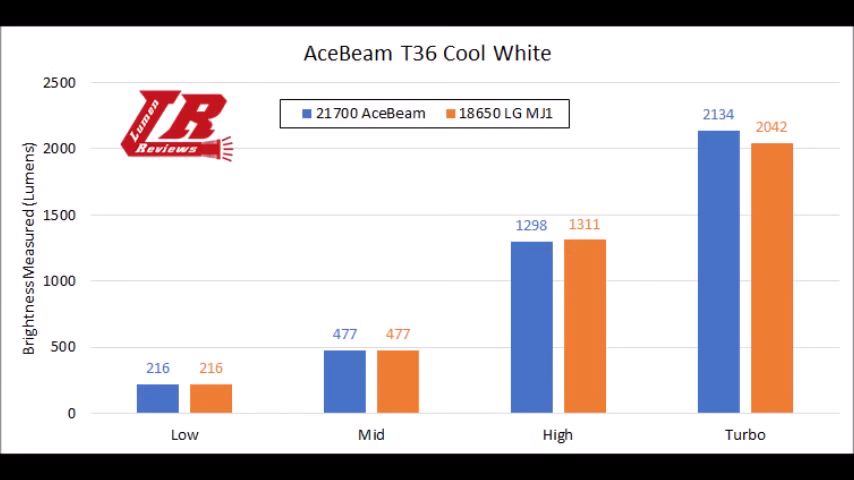 AceBeam T36 Cool White
2500
2000
1500
1000
500
0
Brightness Measured (Lumens)
Lumen
LR
Reviews
21700 AceBeam
18650 LG MJ1
216
216
477
477
1298
1311
2134
2042
Low
Mid
High
Turbo